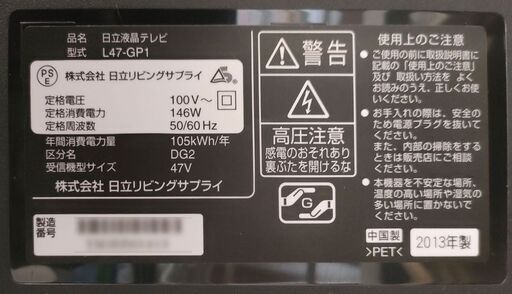 品名 日立液晶テレビ
型式 L47-GP1
PSE 株式会社 日立リビングサプライ
定格電圧 100V～
定格消費電力 146W
定格周波数 50/60Hz
年間消費電力量 105kWh/年
区分名 DG2
受信機型サイズ 47V
株式会社 日立リビングサプライ
製造番号
警告
高圧注意
感電のおそれあり
裏ぶたを開けるな
G
使用上のご注意
●ご使用の前に取扱説明書に
記載の「使用上のご注意」
及び 取扱い方法を よく
お読みのうえ、正しくお使
いください。
●お手入れの際は、安全の
ため電源プラグを抜いて
ください。
また、内部の掃除をする
ときは販売店にご相談
ください。
●本機器を不安定な場所、
温度の高い場所や湿気の
多い場所に置かないで
ください。
中国製 2013年製
>PET<